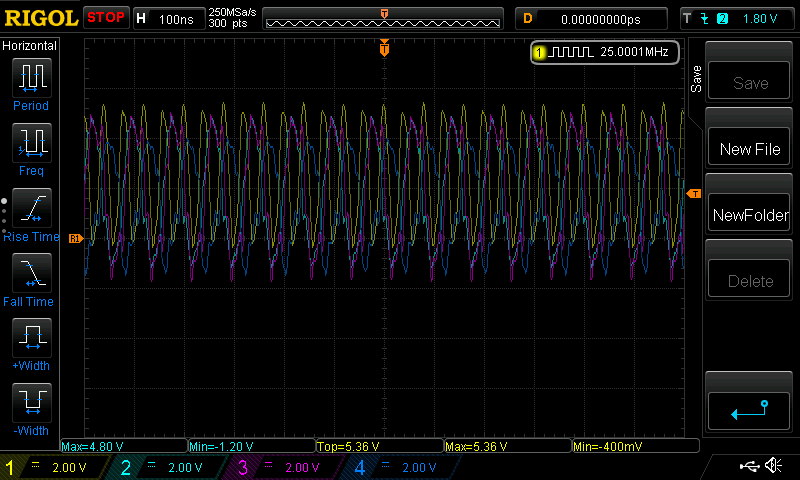 RIGOL STOP H 100ns 250MSa/s 300 pts T D 0.00000000ps T 2 1.80 V
Horizontal
T
1 25.0001MHz
Save
Save
Period
New File
Freq
NewFolder
T
Rise Time
R1
Delete
Fall Time
+Width
-Width
Max=4.80 V Min=-1.20 V Top=5.36 V Max=5.36 V Min=-400mV
1 2.00 V 2 2.00 V 3 2.00 V 4 2.00 V